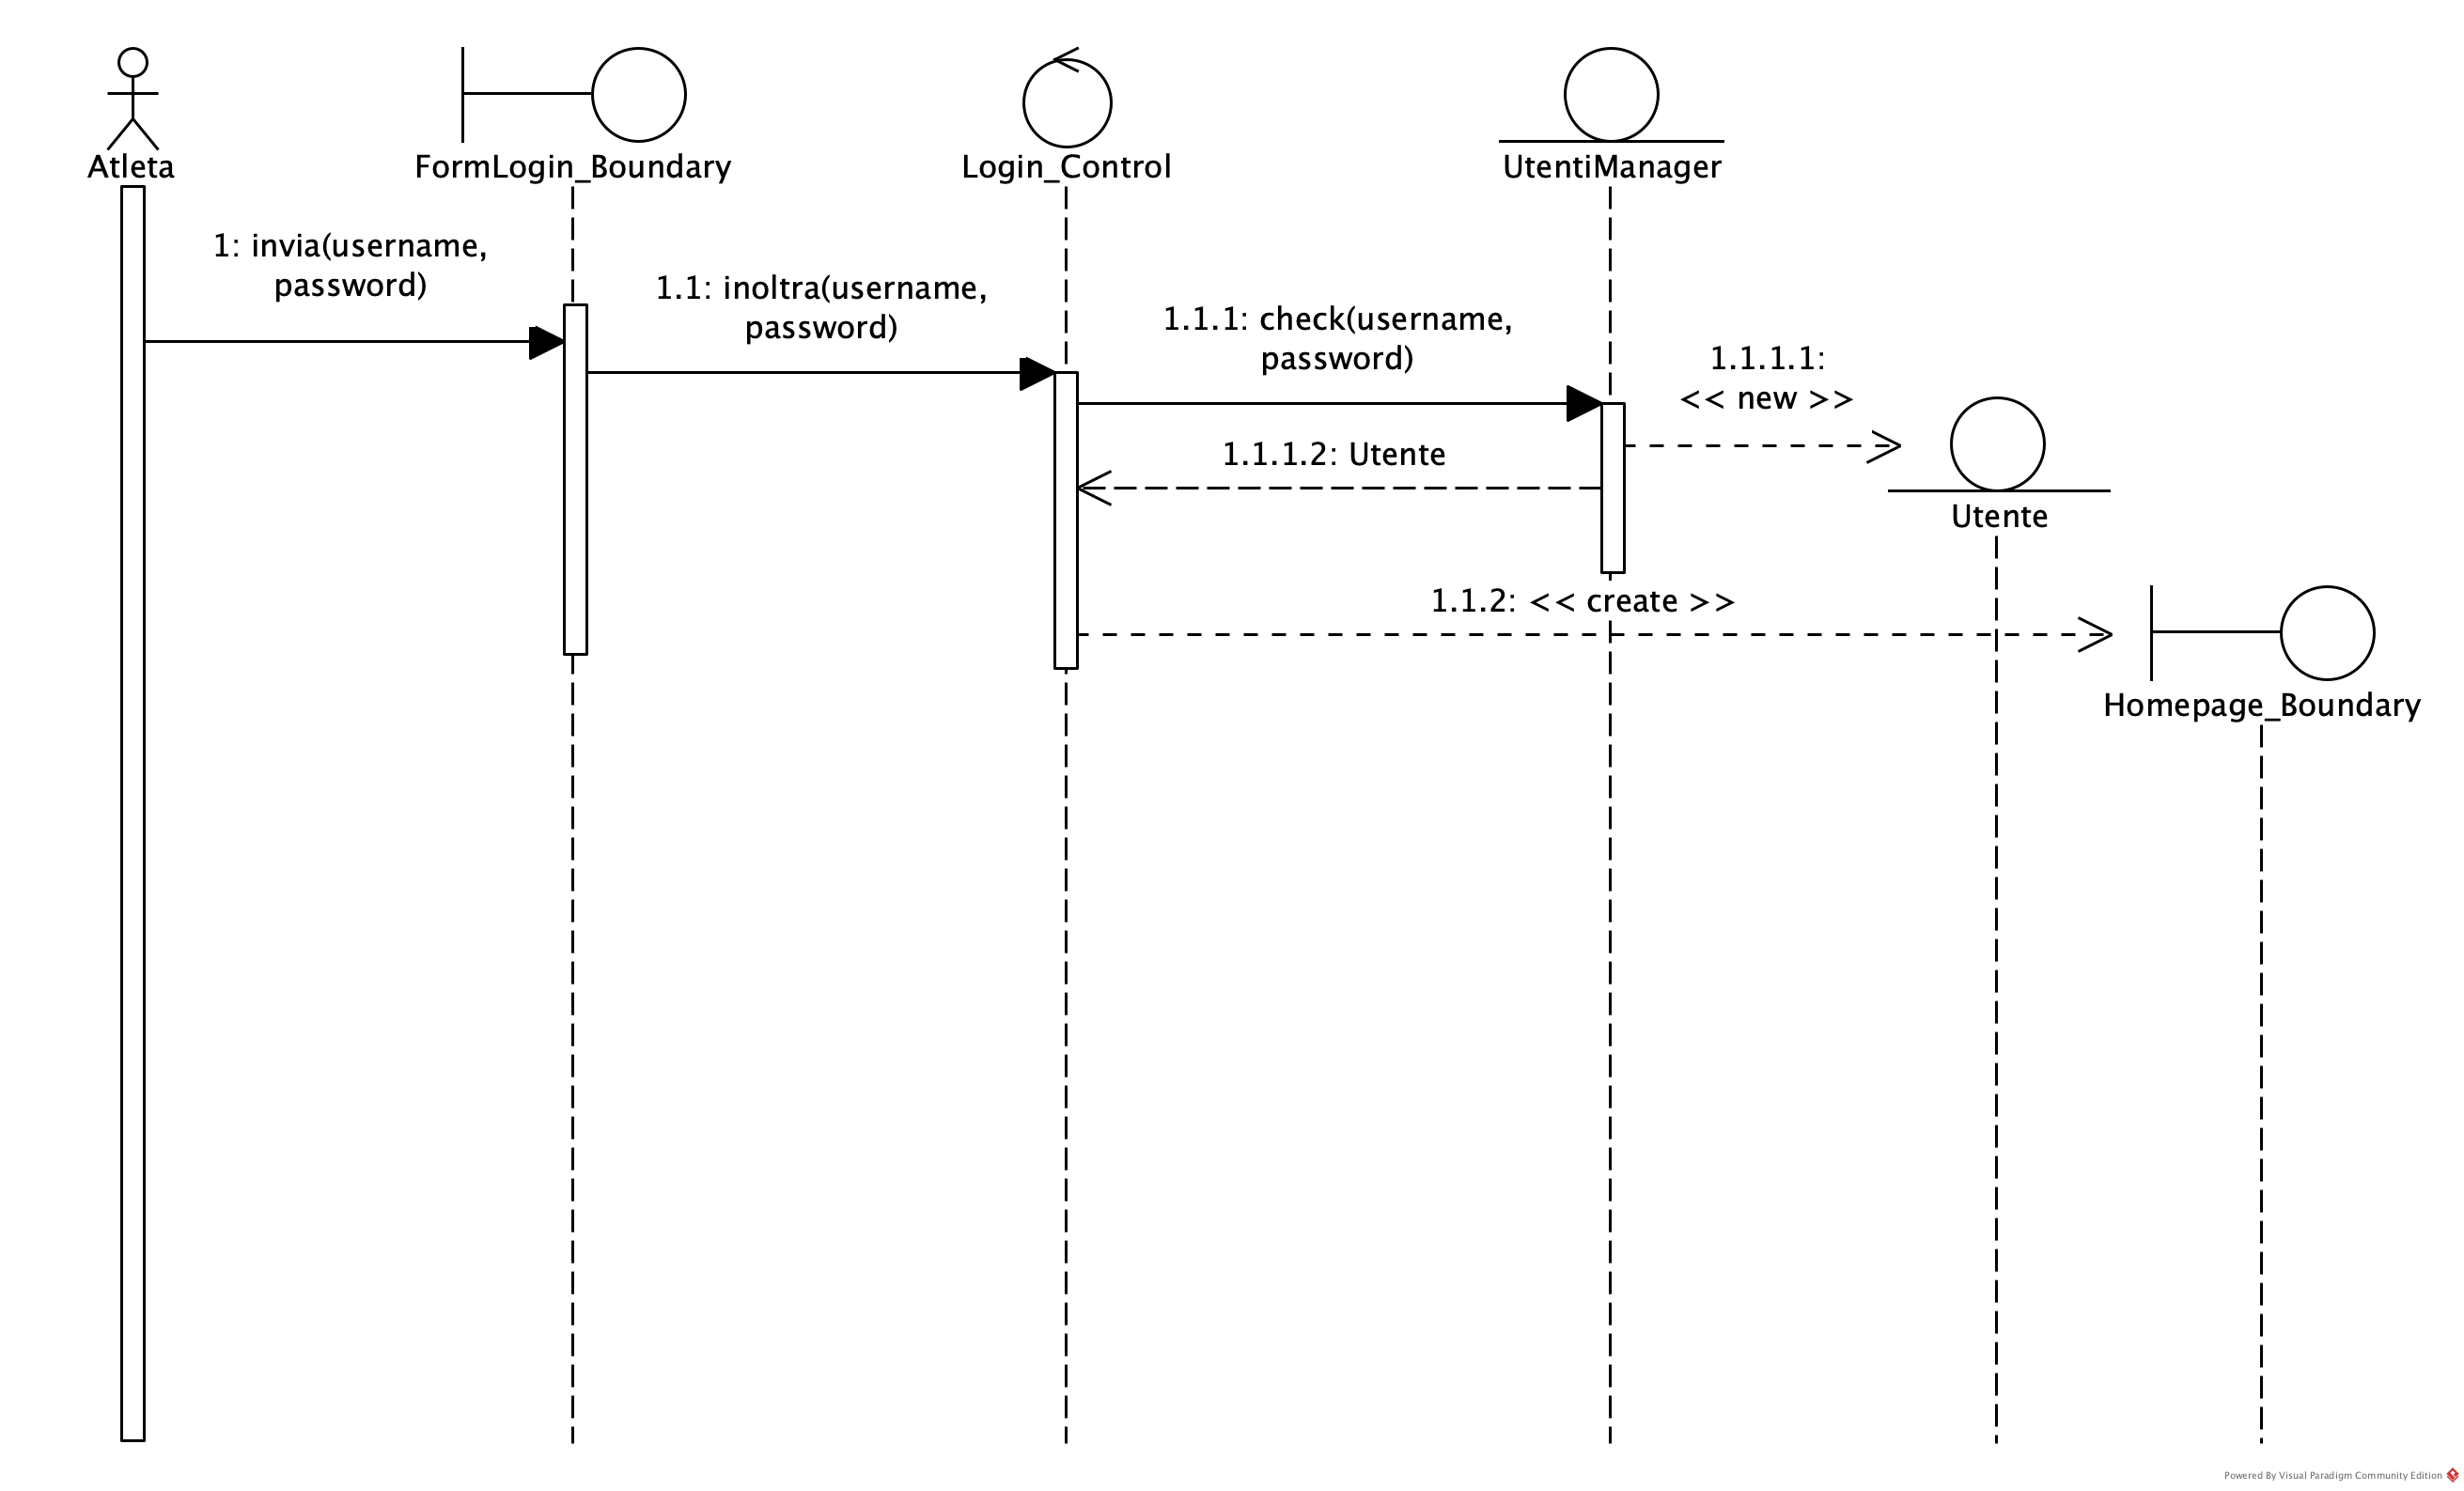 Atleta
FormLogin_Boundary
Login_Control
UtentiManager
1: invia(username,
password)
1.1: inoltra(username,
password)
1.1.1: check(username,
password)
1.1.1.1:
<< new >>
1.1.1.2: Utente
Utente
1.1.2: << create >>
Homepage_Boundary
Powered By Visual Paradigm Community Edition